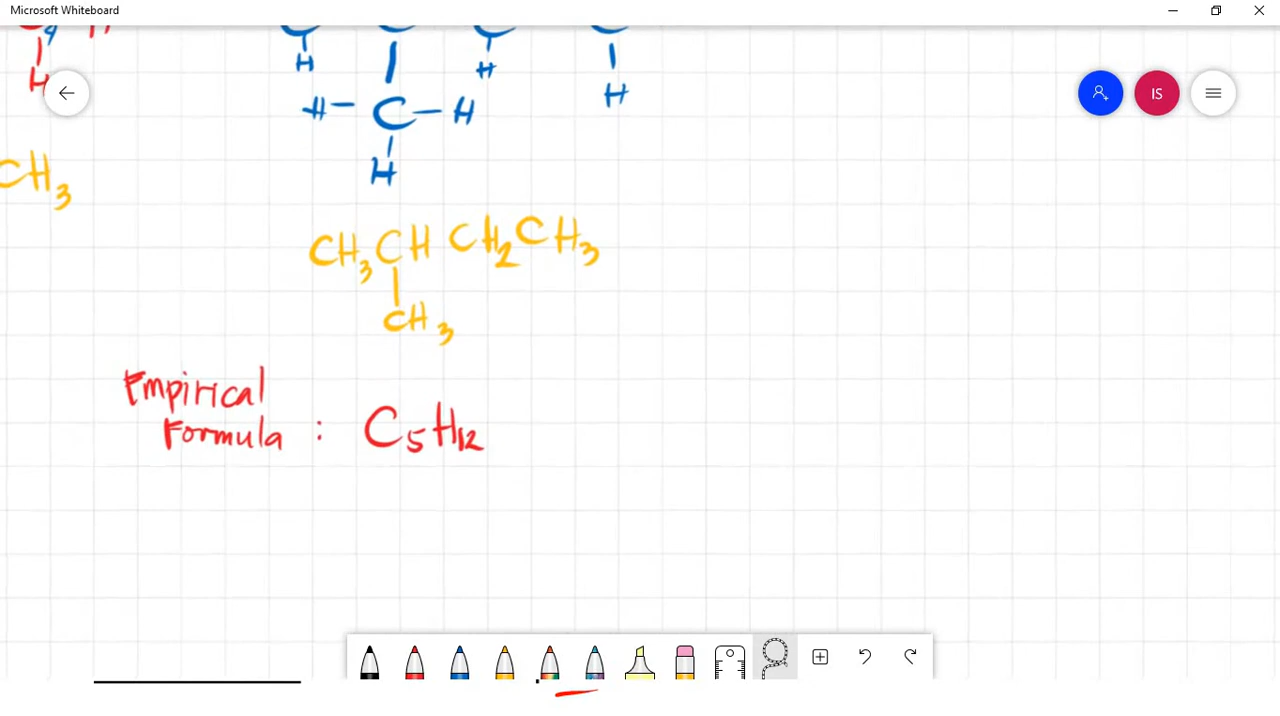 Microsoft Whiteboard
H
H
H
H
H
H – C – H
H
CH3
CH3CH CH2CH3
CH3
Empirical
Formula : C5H12
IS